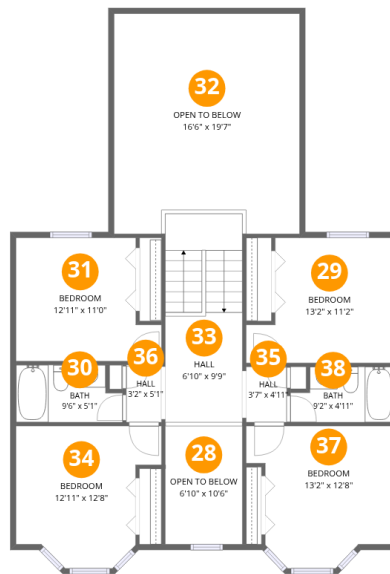 32
OPEN TO BELOW
16'6" x 19'7"
31
BEDROOM
12'11" x 11'0"
29
BEDROOM
13'2" x 11'2"
33
HALL
6'10" x 9'9"
36
HALL
3'2" x 5'1"
35
HALL
3'7" x 4'11"
30
BATH
9'6" x 5'1"
38
BATH
9'2" x 4'11"
34
BEDROOM
12'11" x 12'8"
28
OPEN TO BELOW
6'10" x 10'6"
37
BEDROOM
13'2" x 12'8"